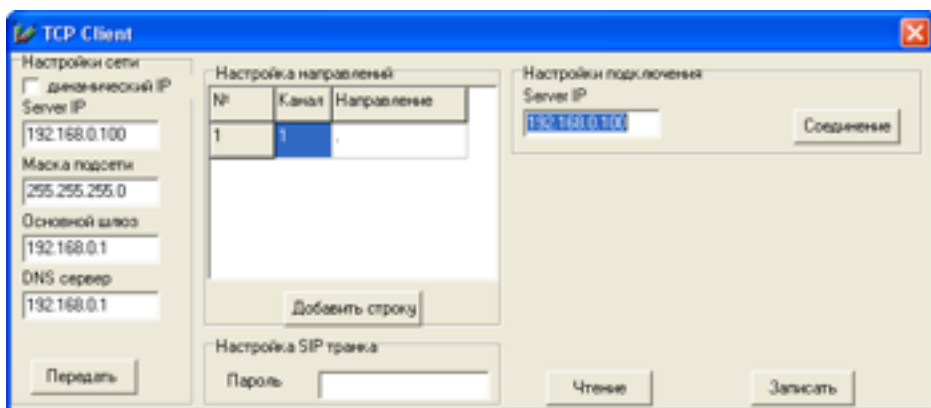 TCP Client
Настройки сети
динамический IP
Server IP
192.168.0.100
Маска подсети
255.255.255.0
Основной шлюз
192.168.0.1
DNS сервер
192.168.0.1
Передать
Настройка направлений
№ Канал Направление
1 1 .
Добавить строку
Настройка SIP транка
Пароль
Настройки подключения
Server IP
192.168.0.100
Соединение
Чтение
Записать